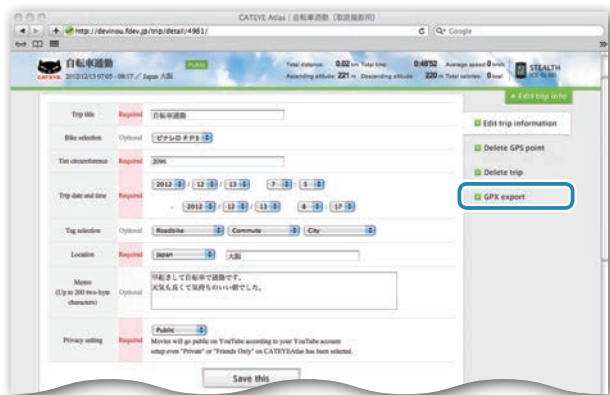 CATEYE Atlas | 自転車通勤 （取説撮影用）
http://devinou.fdev.jp/trip/detail/4961/
Google
自転車通勤 Public
CATEYE 2012/12/13 07:05 - 08:17 / Japan 大阪
Total distance: 0.02 km Total time: 0:48'52 Average speed 0 km/h
Ascending altitude: 221 m Descending altitude: 220 m Total calories: 0 kcal
STEALTH
Edit trip info
Trip title Required 自転車通勤
Bike selection Optional ピナレロ F P3
Tire circumference Required 2096
Trip date and time Required 2012 / 12 / 13 7 : 5
- 2012 / 12 / 13 8 : 17
Tag selection Optional Roadbike Commute City
Location Required Japan 大阪
Memo
(Up to 200 two-byte characters)
Optional
早起きして自転車で通勤です。
天気も良くて気持ちのいい朝でした。
Privacy setting Required Public
Movies will go public on YouTube according to your YouTube account
setup even "Private" or "Friends Only" on CATEYEAtlas has been selected.
Save this
Edit trip information
Delete GPS point
Delete trip
GPX export